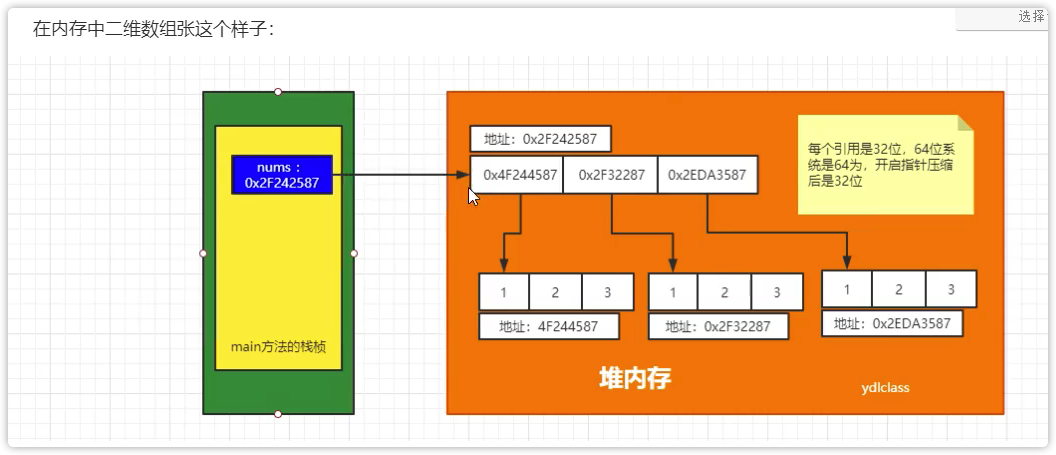 选择
在内存中二维数组张这个样子：
地址：0x2F242587
nums：
0x2F242587
0x4F244587
0x2F32287
0x2EDA3587
每个引用是32位，64位系
统是64为，开启指针压缩
后是32位
1
2
3
1
2
3
1
2
3
地址：4F244587
地址：0x2F32287
地址：0x2EDA3587
main方法的栈桢
堆内存
ydlclass